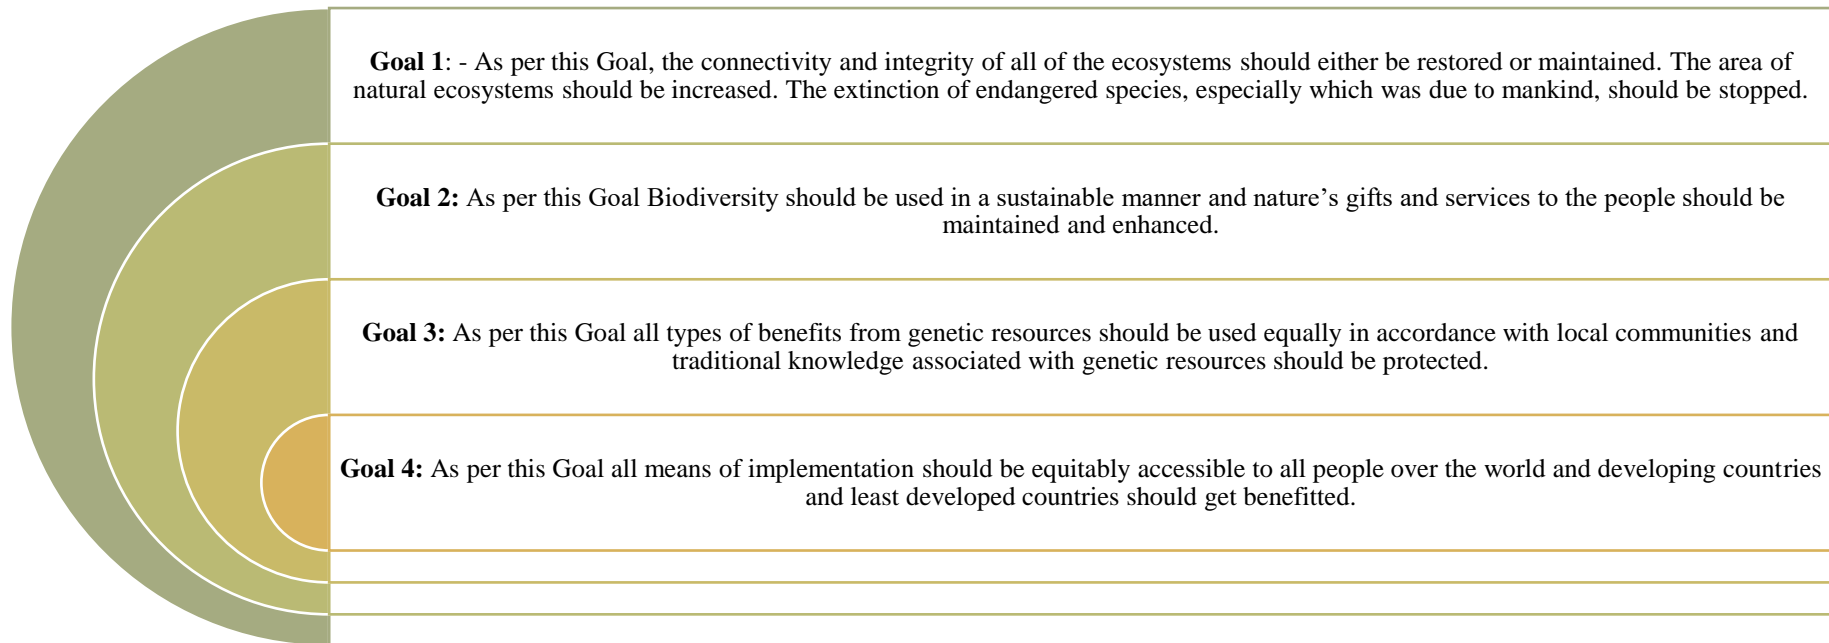 Goal 1: - As per this Goal, the connectivity and integrity of all of the ecosystems should either be restored or maintained. The area of
natural ecosystems should be increased. The extinction of endangered species, especially which was due to mankind, should be stopped.
Goal 2: As per this Goal Biodiversity should be used in a sustainable manner and nature’s gifts and services to the people should be
maintained and enhanced.
Goal 3: As per this Goal all types of benefits from genetic resources should be used equally in accordance with local communities and
traditional knowledge associated with genetic resources should be protected.
Goal 4: As per this Goal all means of implementation should be equitably accessible to all people over the world and developing countries
and least developed countries should get benefitted.